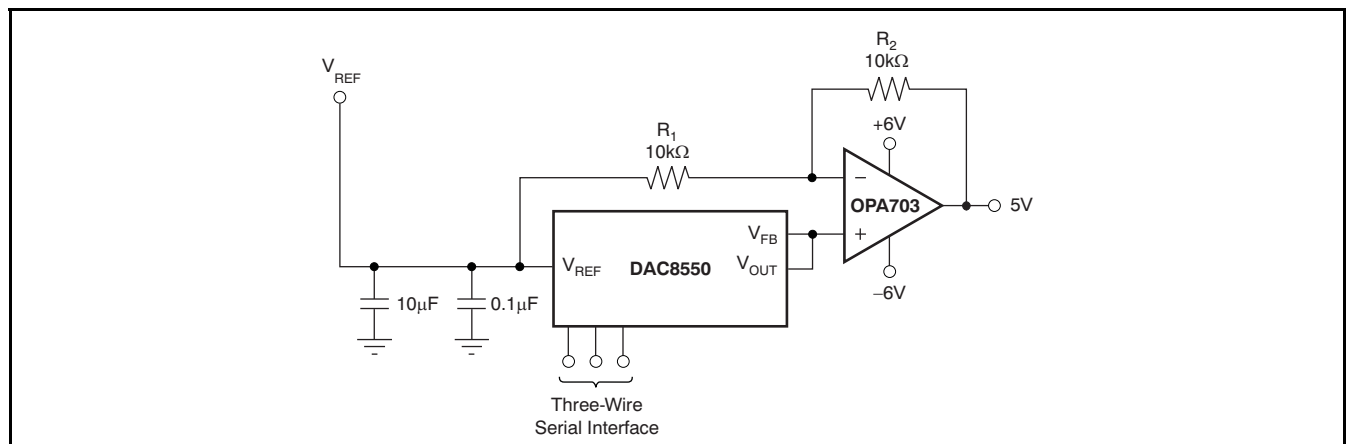 R2
10kΩ
VREF
+6V
R1
10kΩ
−
OPA703
5V
VFB
+
VREF
DAC8550
VOUT
−6V
10μF
0.1μF
Three-Wire
Serial Interface